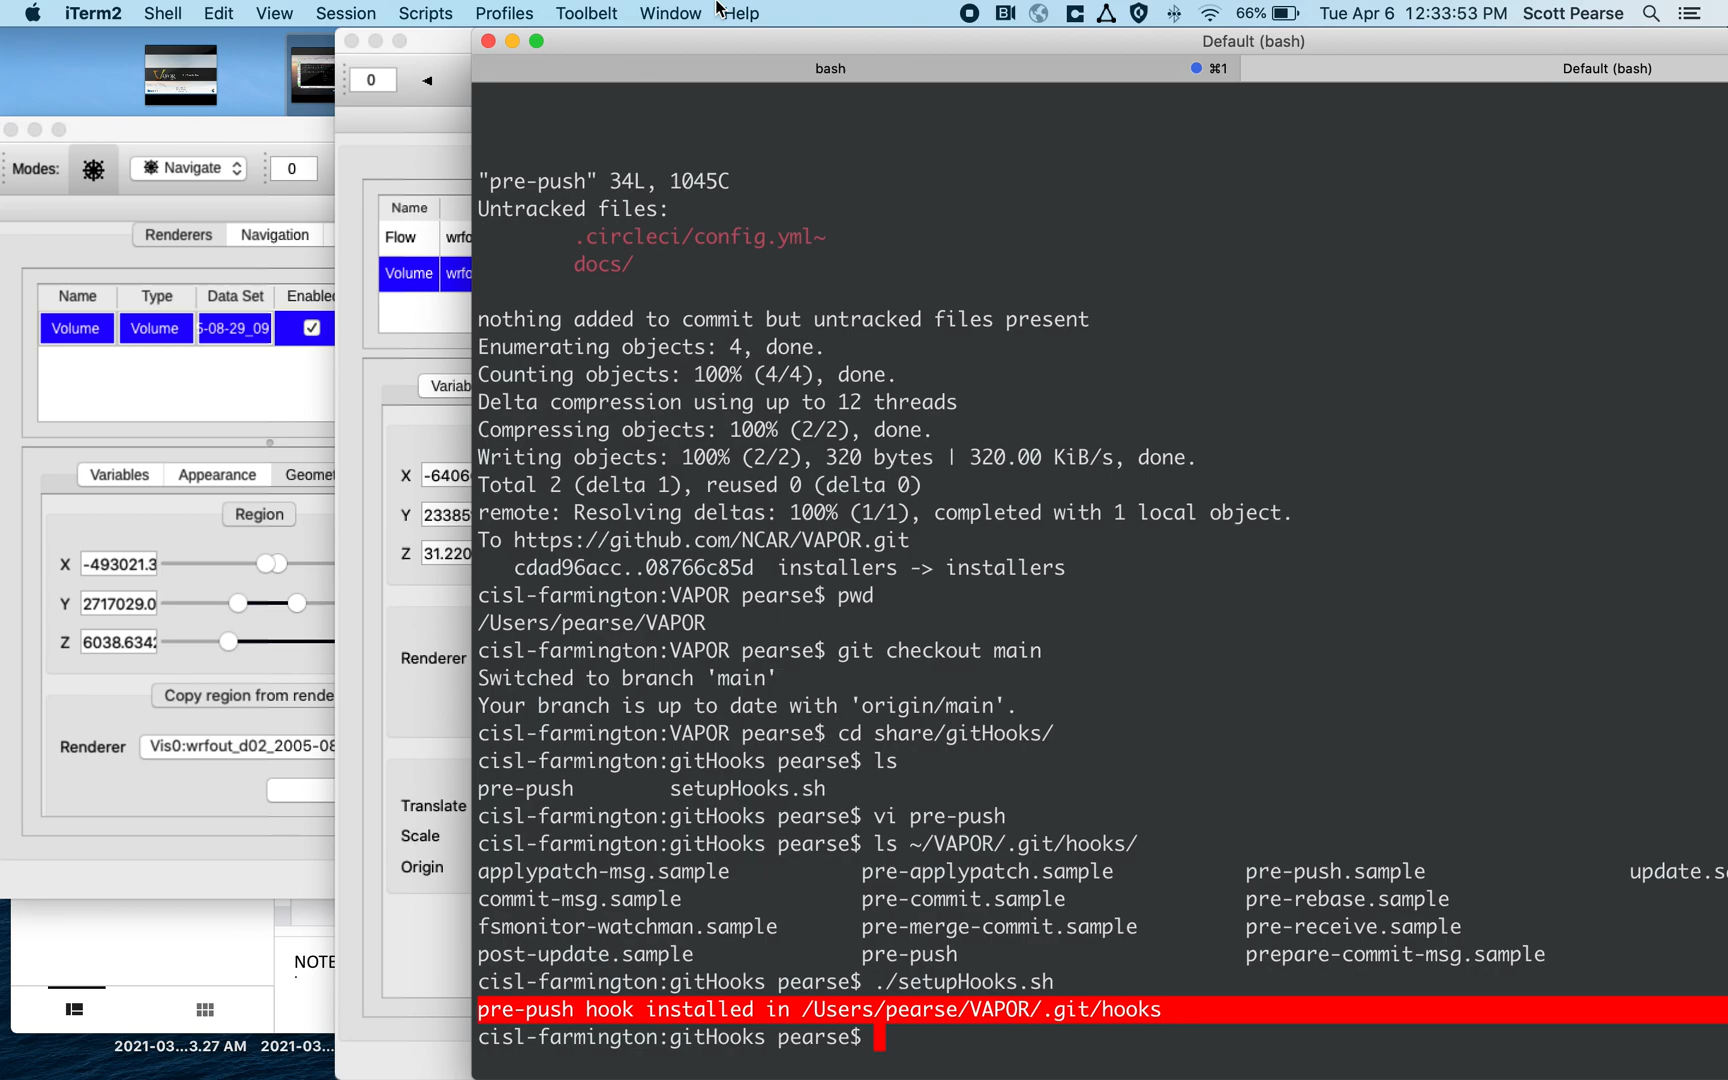 iTerm2 Shell Edit View Session Scripts Profiles Toolbelt Window Help 66% Tue Apr 6 12:33:53 PM Scott Pearse
Default (bash)
bash ⌘1 Default (bash)
0
Modes: Navigate 0
Renderers Navigation
Name Type Data Set Enabled
Volume Volume 5-08-29_09
Variables Appearance Geomet
Region
X -493021.3
Y 2717029.0
Z 6038.6342
Copy region from rende
Renderer Vis0:wrfout_d02_2005-08
NOTE
2021-03...3.27 AM 2021-03...
Name
Flow wrfo
Volume wrfo
Variab
X -6406
Y 23385
Z 31.220
Renderer
Translate
Scale
Origin
"pre-push" 34L, 1045C
Untracked files:
.circleci/config.yml~
docs/
nothing added to commit but untracked files present
Enumerating objects: 4, done.
Counting objects: 100% (4/4), done.
Delta compression using up to 12 threads
Compressing objects: 100% (2/2), done.
Writing objects: 100% (2/2), 320 bytes | 320.00 KiB/s, done.
Total 2 (delta 1), reused 0 (delta 0)
remote: Resolving deltas: 100% (1/1), completed with 1 local object.
To https://github.com/NCAR/VAPOR.git
cdad96acc..08766c85d installers -> installers
cisl-farmington:VAPOR pearse$ pwd
/Users/pearse/VAPOR
cisl-farmington:VAPOR pearse$ git checkout main
Switched to branch 'main'
Your branch is up to date with 'origin/main'.
cisl-farmington:VAPOR pearse$ cd share/gitHooks/
cisl-farmington:gitHooks pearse$ ls
pre-push setupHooks.sh
cisl-farmington:gitHooks pearse$ vi pre-push
cisl-farmington:gitHooks pearse$ ls ~/VAPOR/.git/hooks/
applypatch-msg.sample pre-applypatch.sample pre-push.sample update.s
commit-msg.sample pre-commit.sample pre-rebase.sample
fsmonitor-watchman.sample pre-merge-commit.sample pre-receive.sample
post-update.sample pre-push prepare-commit-msg.sample
cisl-farmington:gitHooks pearse$ ./setupHooks.sh
pre-push hook installed in /Users/pearse/VAPOR/.git/hooks
cisl-farmington:gitHooks pearse$